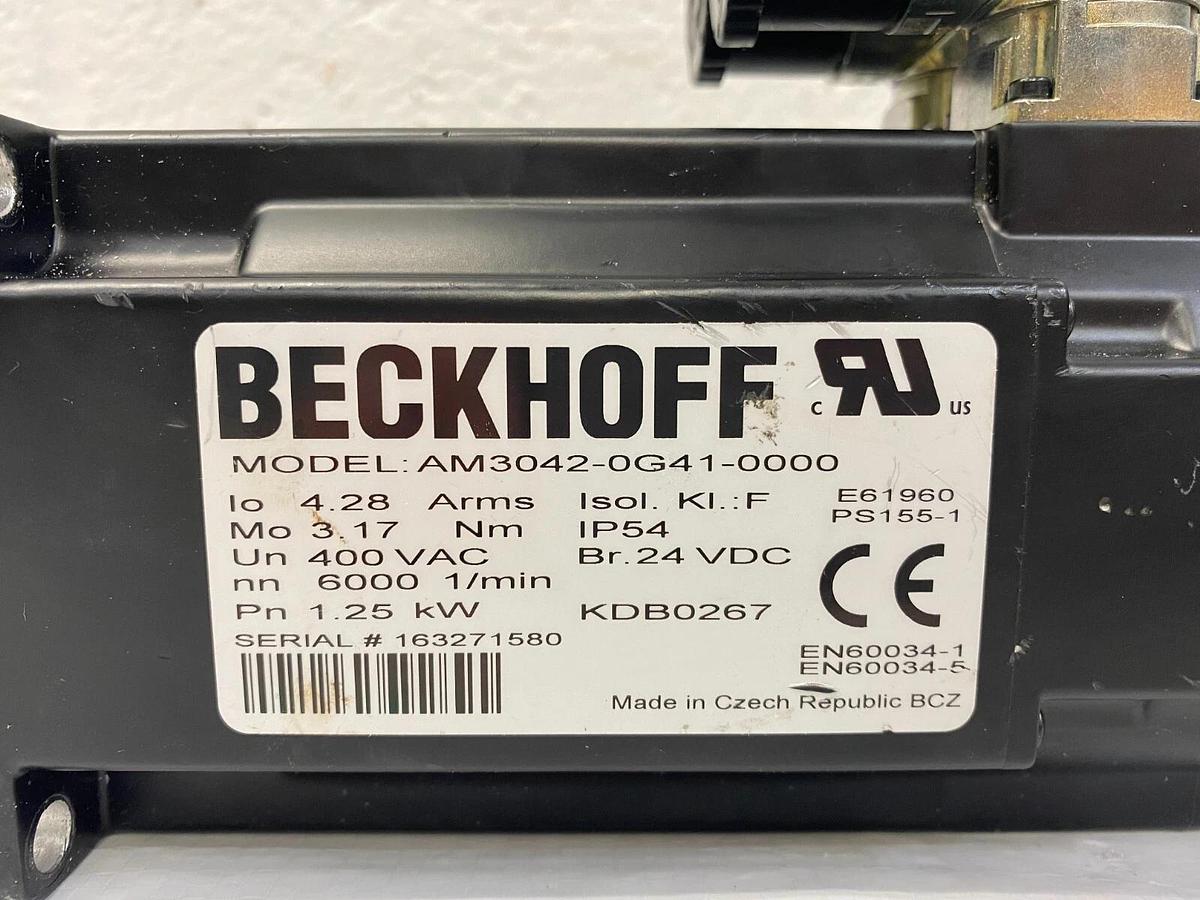 BECKHOFF
c RU US
MODEL: AM3042-0G41-0000
Io 4.28 Arms Isol. Kl.:F E61960
Mo 3.17 Nm IP54 PS155-1
Un 400 VAC Br.24 VDC
nn 6000 1/min CE
Pn 1.25 kW KDB0267
SERIAL # 163271580
EN60034-1
EN60034-5
Made in Czech Republic BCZ